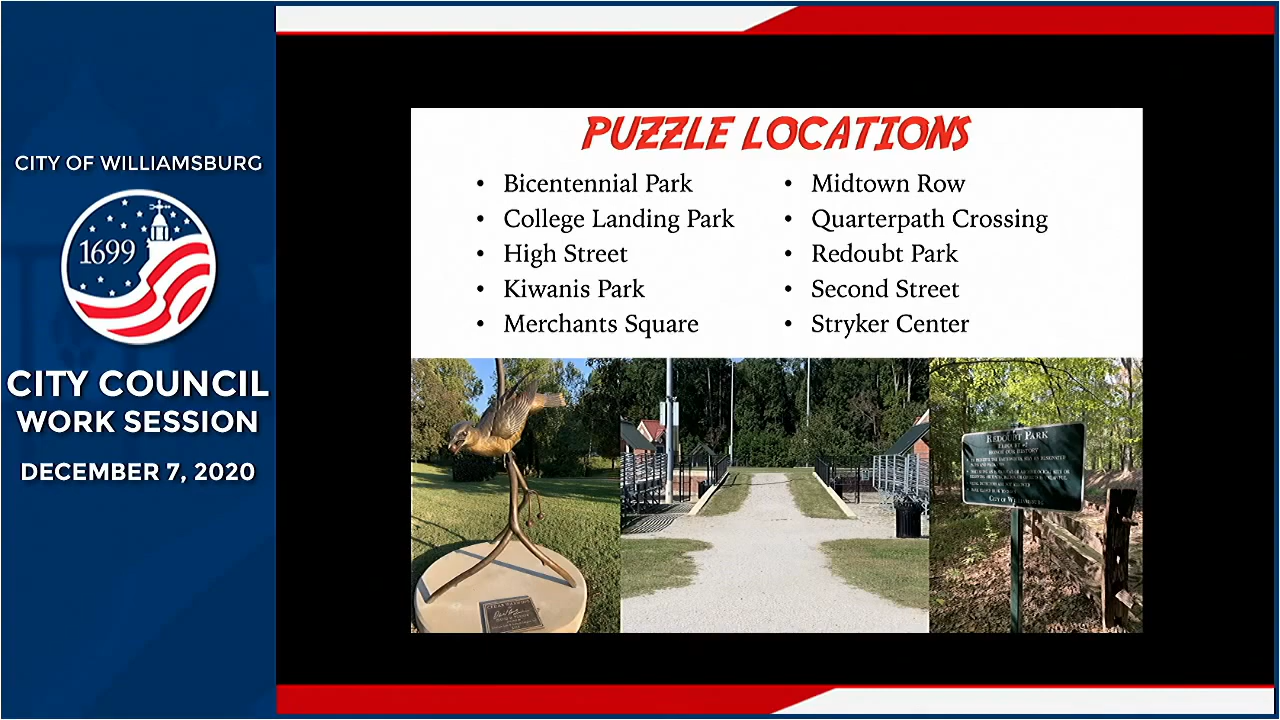 CITY OF WILLIAMSBURG
1699
CITY COUNCIL
WORK SESSION
DECEMBER 7, 2020
PUZZLE LOCATIONS
• Bicentennial Park
• College Landing Park
• High Street
• Kiwanis Park
• Merchants Square
• Midtown Row
• Quarterpath Crossing
• Redoubt Park
• Second Street
• Stryker Center
REDOUBT PARK